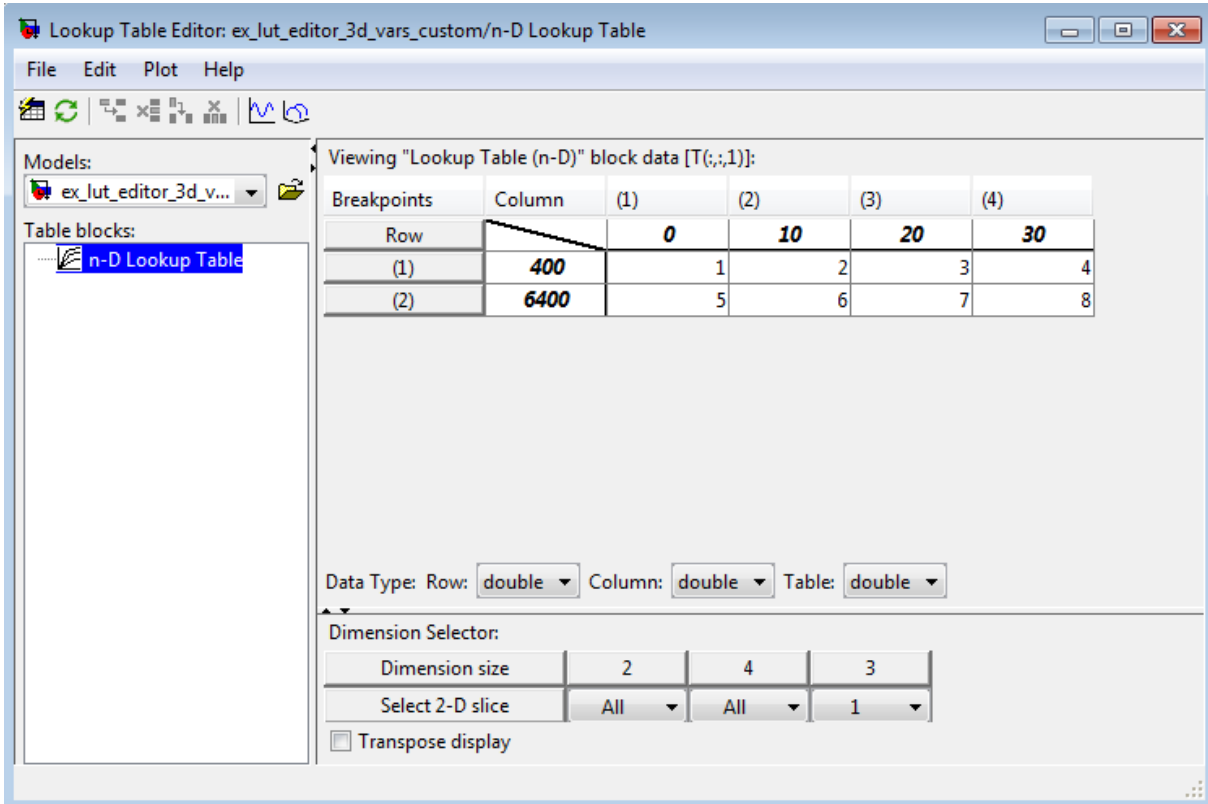 Lookup Table Editor: ex_lut_editor_3d_vars_custom/n-D Lookup Table
File Edit Plot Help
Models:
ex_lut_editor_3d_v...
Table blocks:
n-D Lookup Table
Viewing "Lookup Table (n-D)" block data [T(:,:,1)]:
Breakpoints Column (1) (2) (3) (4)
Row 0 10 20 30
(1) 400 1 2 3 4
(2) 6400 5 6 7 8
Data Type: Row: double Column: double Table: double
Dimension Selector:
Dimension size 2 4 3
Select 2-D slice All All 1
Transpose display